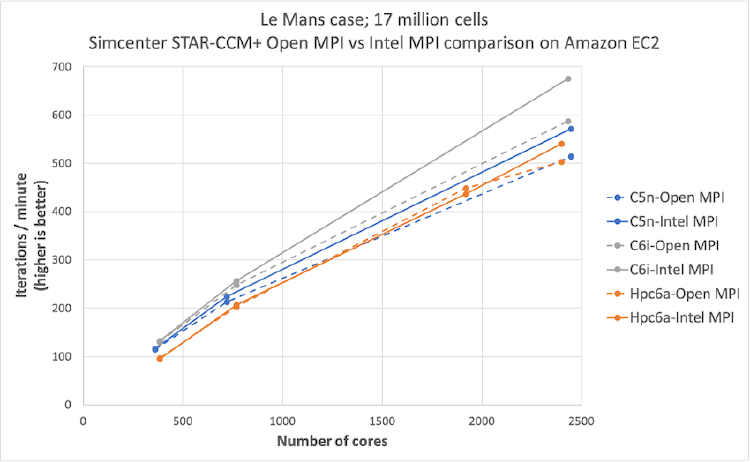 Le Mans case; 17 million cells
Simcenter STAR-CCM+ Open MPI vs Intel MPI comparison on Amazon EC2
700
600
500
400
300
200
100
0
Iterations / minute
(higher is better)
0
500
1000
1500
2000
2500
Number of cores
C5n-Open MPI
C5n-Intel MPI
C6i-Open MPI
C6i-Intel MPI
Hpc6a-Open MPI
Hpc6a-Intel MPI